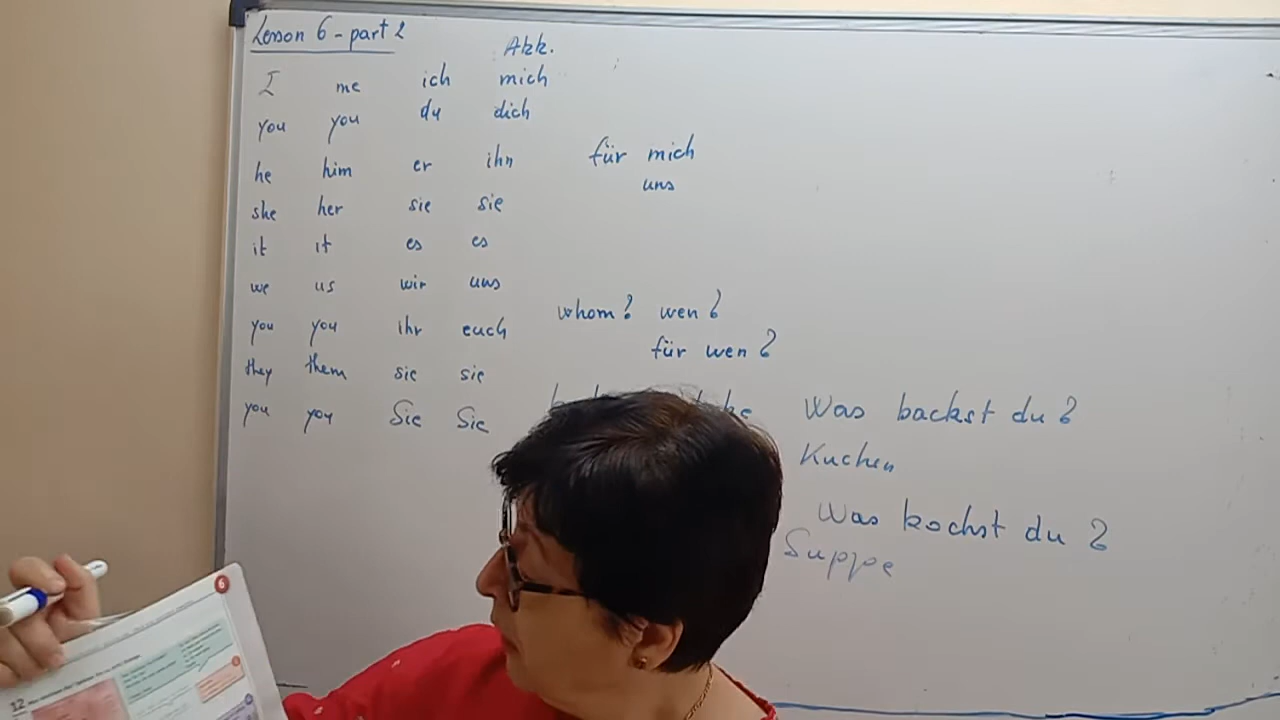 Lesson 6 - part 2
Akk.
I me ich mich
you you du dich
he him er ihn
she her sie sie
it it es es
we us wir uns
you you ihr euch
they them sie sie
you you Sie Sie
für mich
uns
whom? wen?
für wen?
Was backst du?
Kuchen
Was kochst du?
Suppe
6
12